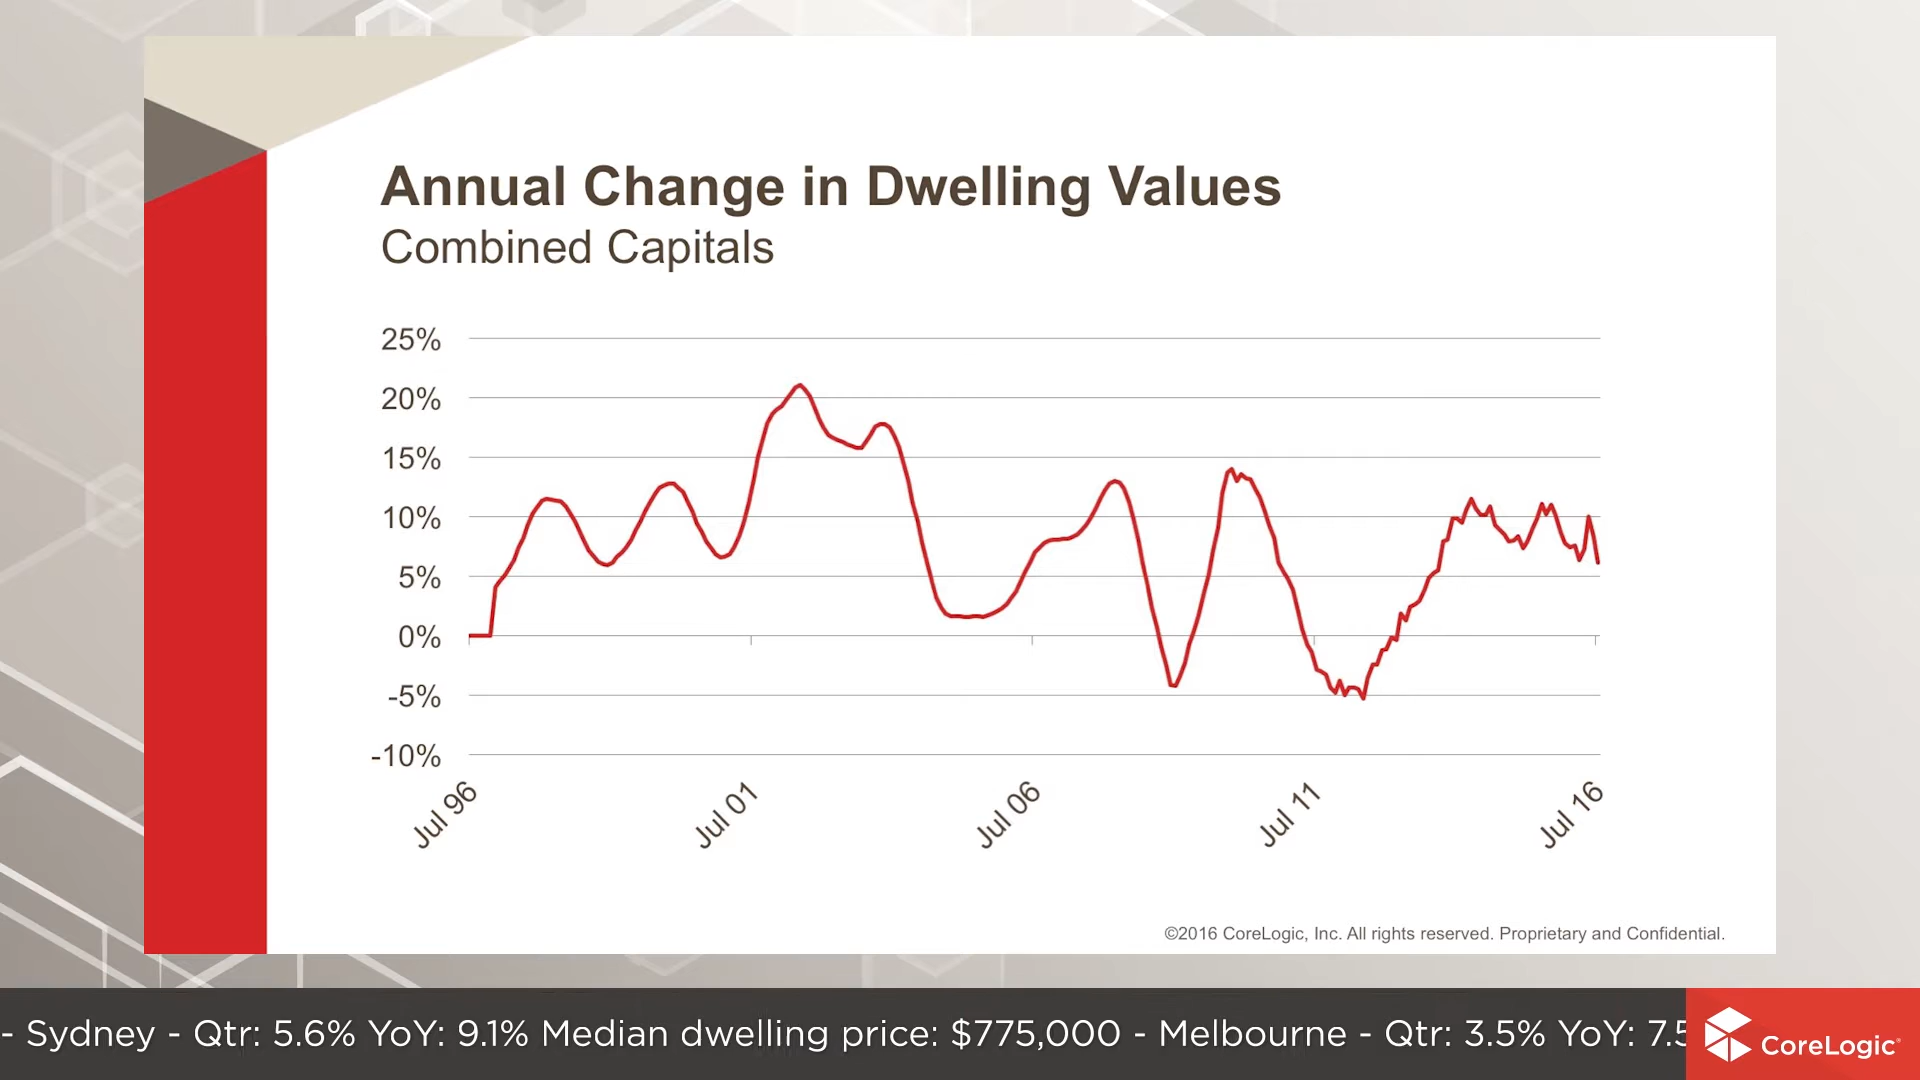 Annual Change in Dwelling Values
Combined Capitals
25%
20%
15%
10%
5%
0%
-5%
-10%
Jul 96
Jul 01
Jul 06
Jul 11
Jul 16
©2016 CoreLogic, Inc. All rights reserved. Proprietary and Confidential.
- Sydney - Qtr: 5.6% YoY: 9.1% Median dwelling price: $775,000 - Melbourne - Qtr: 3.5% YoY: 7.5
CoreLogic